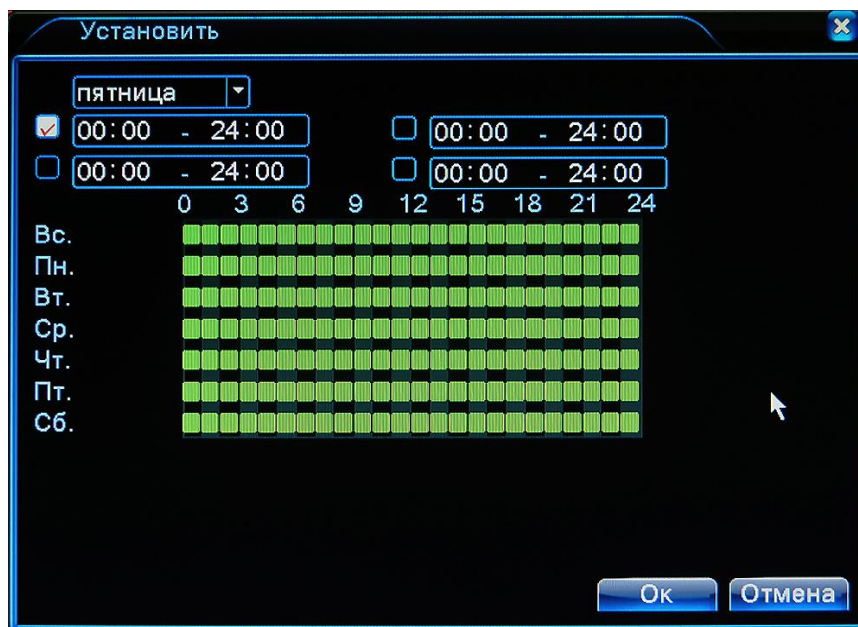 Установить
пятница
00:00 - 24:00 00:00 - 24:00
00:00 - 24:00 00:00 - 24:00
0 3 6 9 12 15 18 21 24
Вс.
Пн.
Вт.
Ср.
Чт.
Пт.
Сб.
Ок Отмена